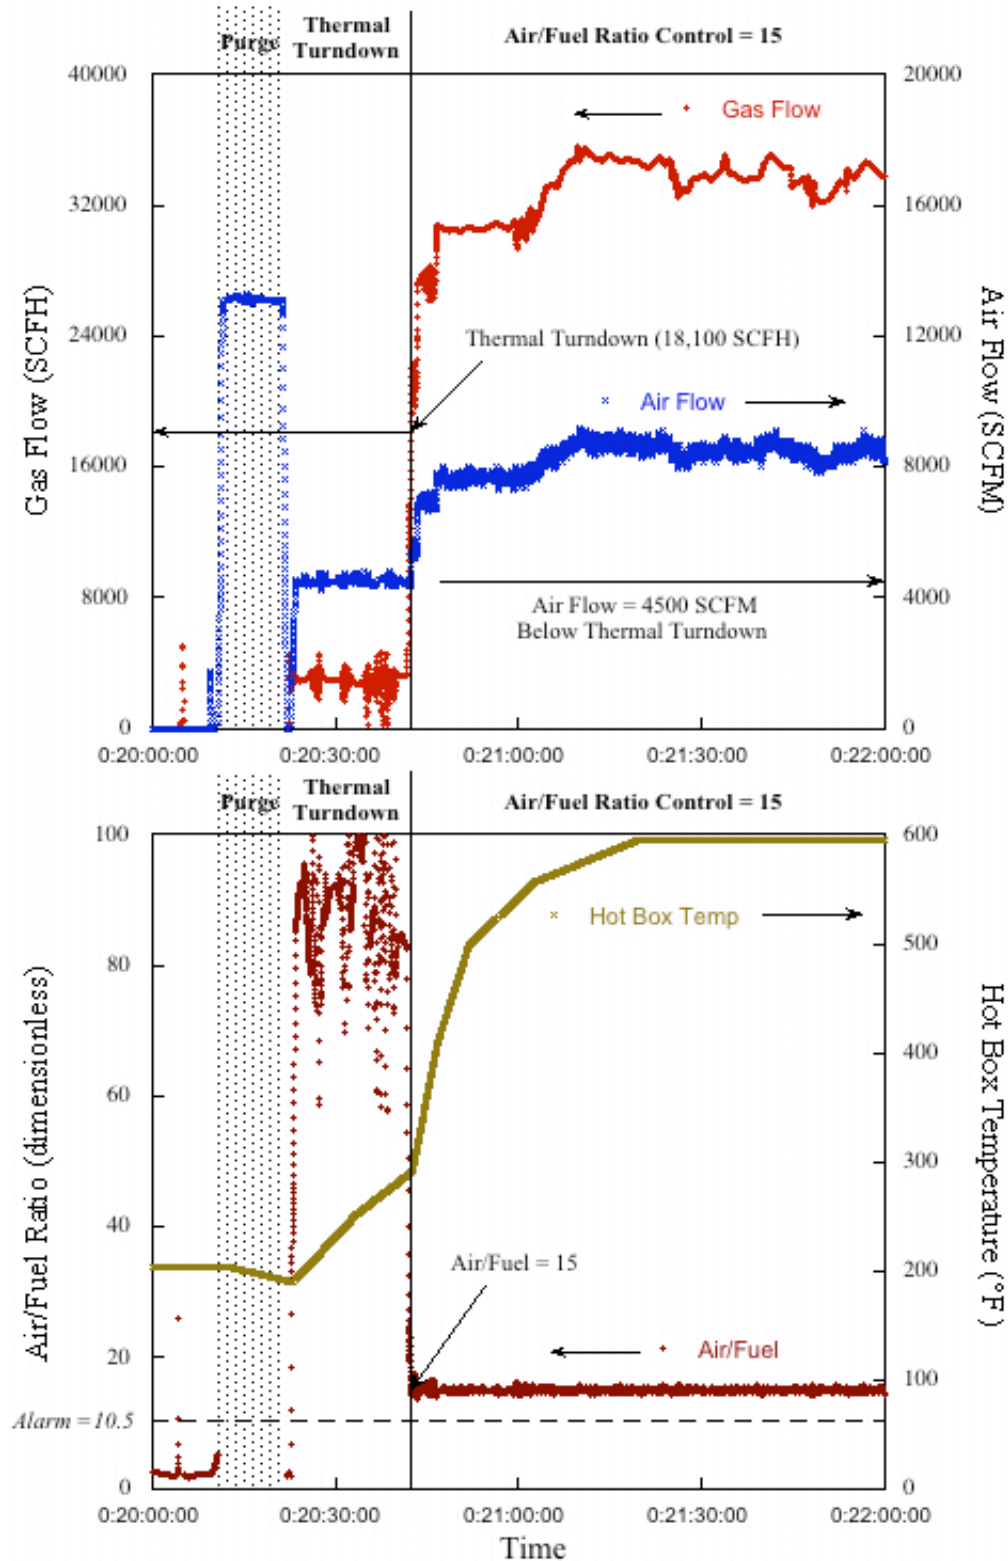 Purge
Thermal
Turndown
Air/Fuel Ratio Control = 15
40000
32000
24000
16000
8000
0
Gas Flow (SCFH)
20000
16000
12000
8000
4000
0
Air Flow (SCFM)
Gas Flow
Thermal Turndown (18,100 SCFH)
Air Flow
Air Flow = 4500 SCFM
Below Thermal Turndown
0:20:00:00
0:20:30:00
0:21:00:00
0:21:30:00
0:22:00:00
Purge
Thermal
Turndown
Air/Fuel Ratio Control = 15
100
80
60
40
20
0
Air/Fuel Ratio (dimensionless)
Alarm = 10.5
600
500
400
300
200
100
0
Hot Box Temperature (°F )
Hot Box Temp
Air/Fuel = 15
Air/Fuel
0:20:00:00
0:20:30:00
0:21:00:00
0:21:30:00
0:22:00:00
Time